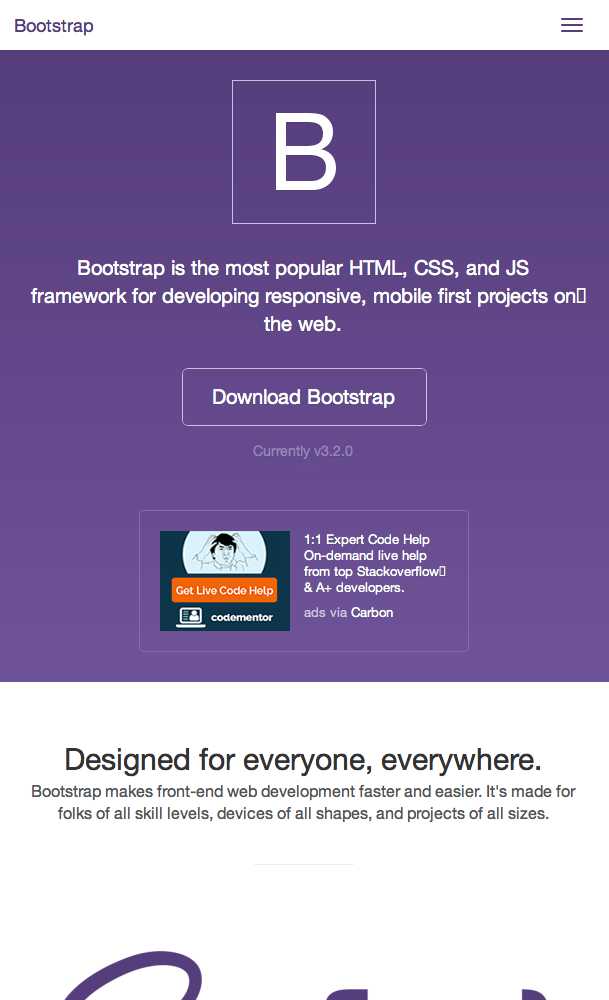 Bootstrap
B
Bootstrap is the most popular HTML, CSS, and JS
framework for developing responsive, mobile first projects on
the web.
Download Bootstrap
Currently v3.2.0
Get Live Code Help
codementor
1:1 Expert Code Help
On-demand live help
from top Stackoverflow
& A+ developers.
ads via Carbon
Designed for everyone, everywhere.
Bootstrap makes front-end web development faster and easier. It's made for
folks of all skill levels, devices of all shapes, and projects of all sizes.